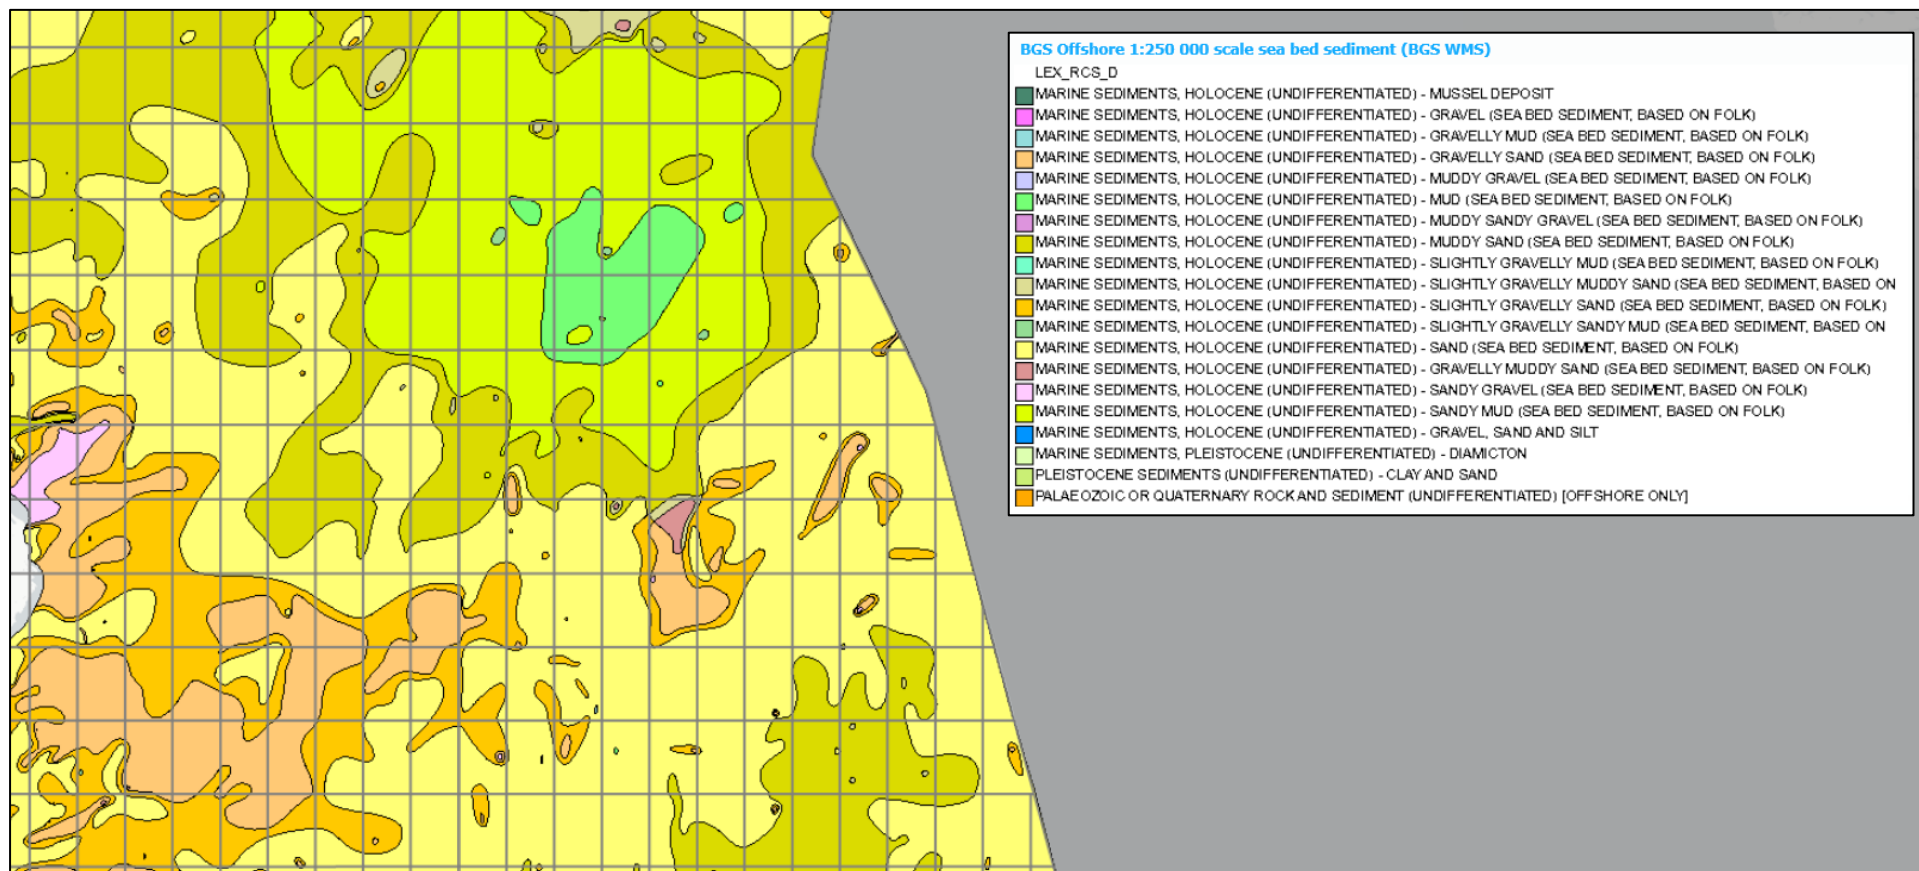 BGS Offshore 1:250 000 scale sea bed sediment (BGS WMS)
LEX_RCS_D
MARINE SEDIMENTS, HOLOCENE (UNDIFFERENTIATED) - MUSSEL DEPOSIT
MARINE SEDIMENTS, HOLOCENE (UNDIFFERENTIATED) - GRAVEL (SEA BED SEDIMENT, BASED ON FOLK)
MARINE SEDIMENTS, HOLOCENE (UNDIFFERENTIATED) - GRAVELLY MUD (SEA BED SEDIMENT, BASED ON FOLK)
MARINE SEDIMENTS, HOLOCENE (UNDIFFERENTIATED) - GRAVELLY SAND (SEA BED SEDIMENT, BASED ON FOLK)
MARINE SEDIMENTS, HOLOCENE (UNDIFFERENTIATED) - MUDDY GRAVEL (SEA BED SEDIMENT, BASED ON FOLK)
MARINE SEDIMENTS, HOLOCENE (UNDIFFERENTIATED) - MUD (SEA BED SEDIMENT, BASED ON FOLK)
MARINE SEDIMENTS, HOLOCENE (UNDIFFERENTIATED) - MUDDY SANDY GRAVEL (SEA BED SEDIMENT, BASED ON FOLK)
MARINE SEDIMENTS, HOLOCENE (UNDIFFERENTIATED) - MUDDY SAND (SEA BED SEDIMENT, BASED ON FOLK)
MARINE SEDIMENTS, HOLOCENE (UNDIFFERENTIATED) - SLIGHTLY GRAVELLY MUD (SEA BED SEDIMENT, BASED ON FOLK)
MARINE SEDIMENTS, HOLOCENE (UNDIFFERENTIATED) - SLIGHTLY GRAVELLY MUDDY SAND (SEA BED SEDIMENT, BASED ON
MARINE SEDIMENTS, HOLOCENE (UNDIFFERENTIATED) - SLIGHTLY GRAVELLY SAND (SEA BED SEDIMENT, BASED ON FOLK)
MARINE SEDIMENTS, HOLOCENE (UNDIFFERENTIATED) - SLIGHTLY GRAVELLY SANDY MUD (SEA BED SEDIMENT, BASED ON
MARINE SEDIMENTS, HOLOCENE (UNDIFFERENTIATED) - SAND (SEA BED SEDIMENT, BASED ON FOLK)
MARINE SEDIMENTS, HOLOCENE (UNDIFFERENTIATED) - GRAVELLY MUDDY SAND (SEA BED SEDIMENT, BASED ON FOLK)
MARINE SEDIMENTS, HOLOCENE (UNDIFFERENTIATED) - SANDY GRAVEL (SEA BED SEDIMENT, BASED ON FOLK)
MARINE SEDIMENTS, HOLOCENE (UNDIFFERENTIATED) - SANDY MUD (SEA BED SEDIMENT, BASED ON FOLK)
MARINE SEDIMENTS, HOLOCENE (UNDIFFERENTIATED) - GRAVEL, SAND AND SILT
MARINE SEDIMENTS, PLEISTOCENE (UNDIFFERENTIATED) - DIAMICTON
PLEISTOCENE SEDIMENTS (UNDIFFERENTIATED) - CLAY AND SAND
PALAEOZOIC OR QUATERNARY ROCK AND SEDIMENT (UNDIFFERENTIATED) [OFFSHORE ONLY]